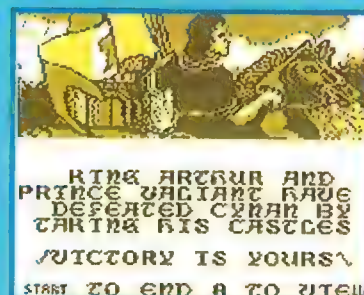 KING ARTHUR AND
PRINCE VALIANT HAVE
DEFEATED CYNAN BY
TAKING HIS CASTLES
VICTORY IS YOURS
START TO END A TO VIEW